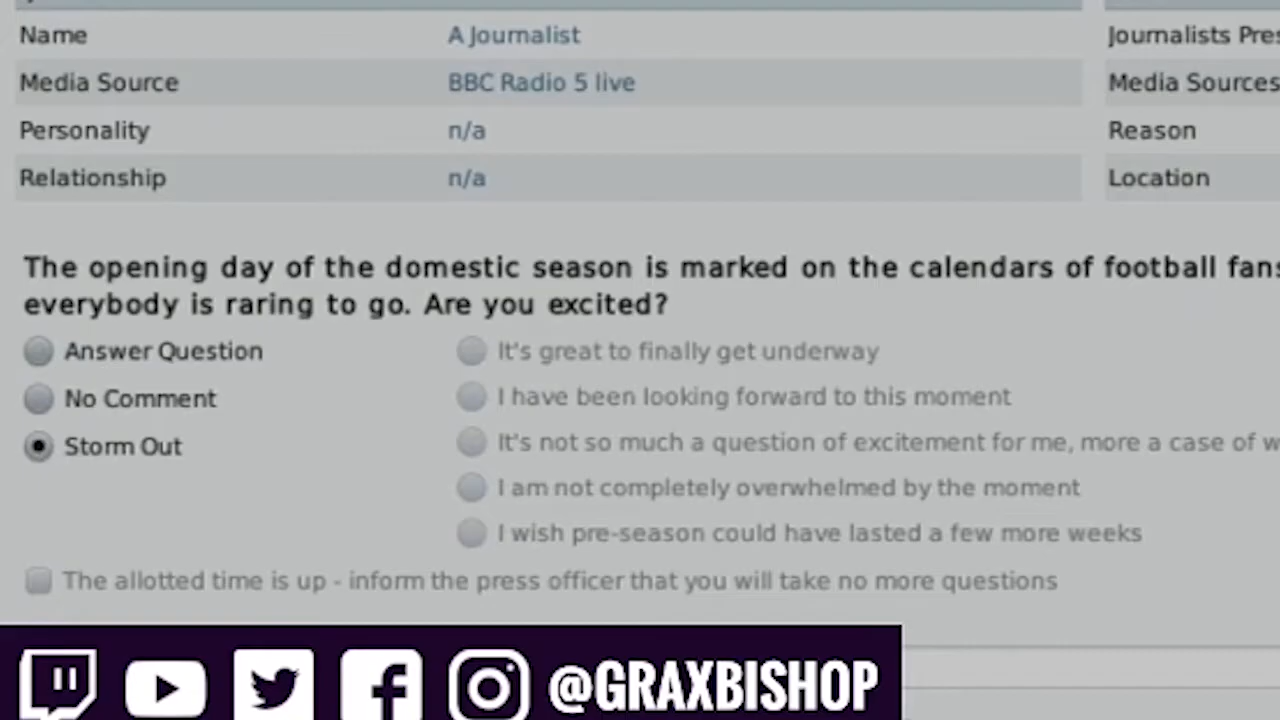 Name A Journalist Journalists
Media Source BBC Radio 5 live Media Sources
Personality n/a Reason
Relationship n/a Location
The opening day of the domestic season is marked on the calendars of football fans
everybody is raring to go. Are you excited?
Answer Question It's great to finally get underway
No Comment I have been looking forward to this moment
Storm Out It's not so much a question of excitement for me, more a case of
I am not completely overwhelmed by the moment
I wish pre-season could have lasted a few more weeks
The allotted time is up - inform the press officer that you will take no more questions
@GRAXBISHOP